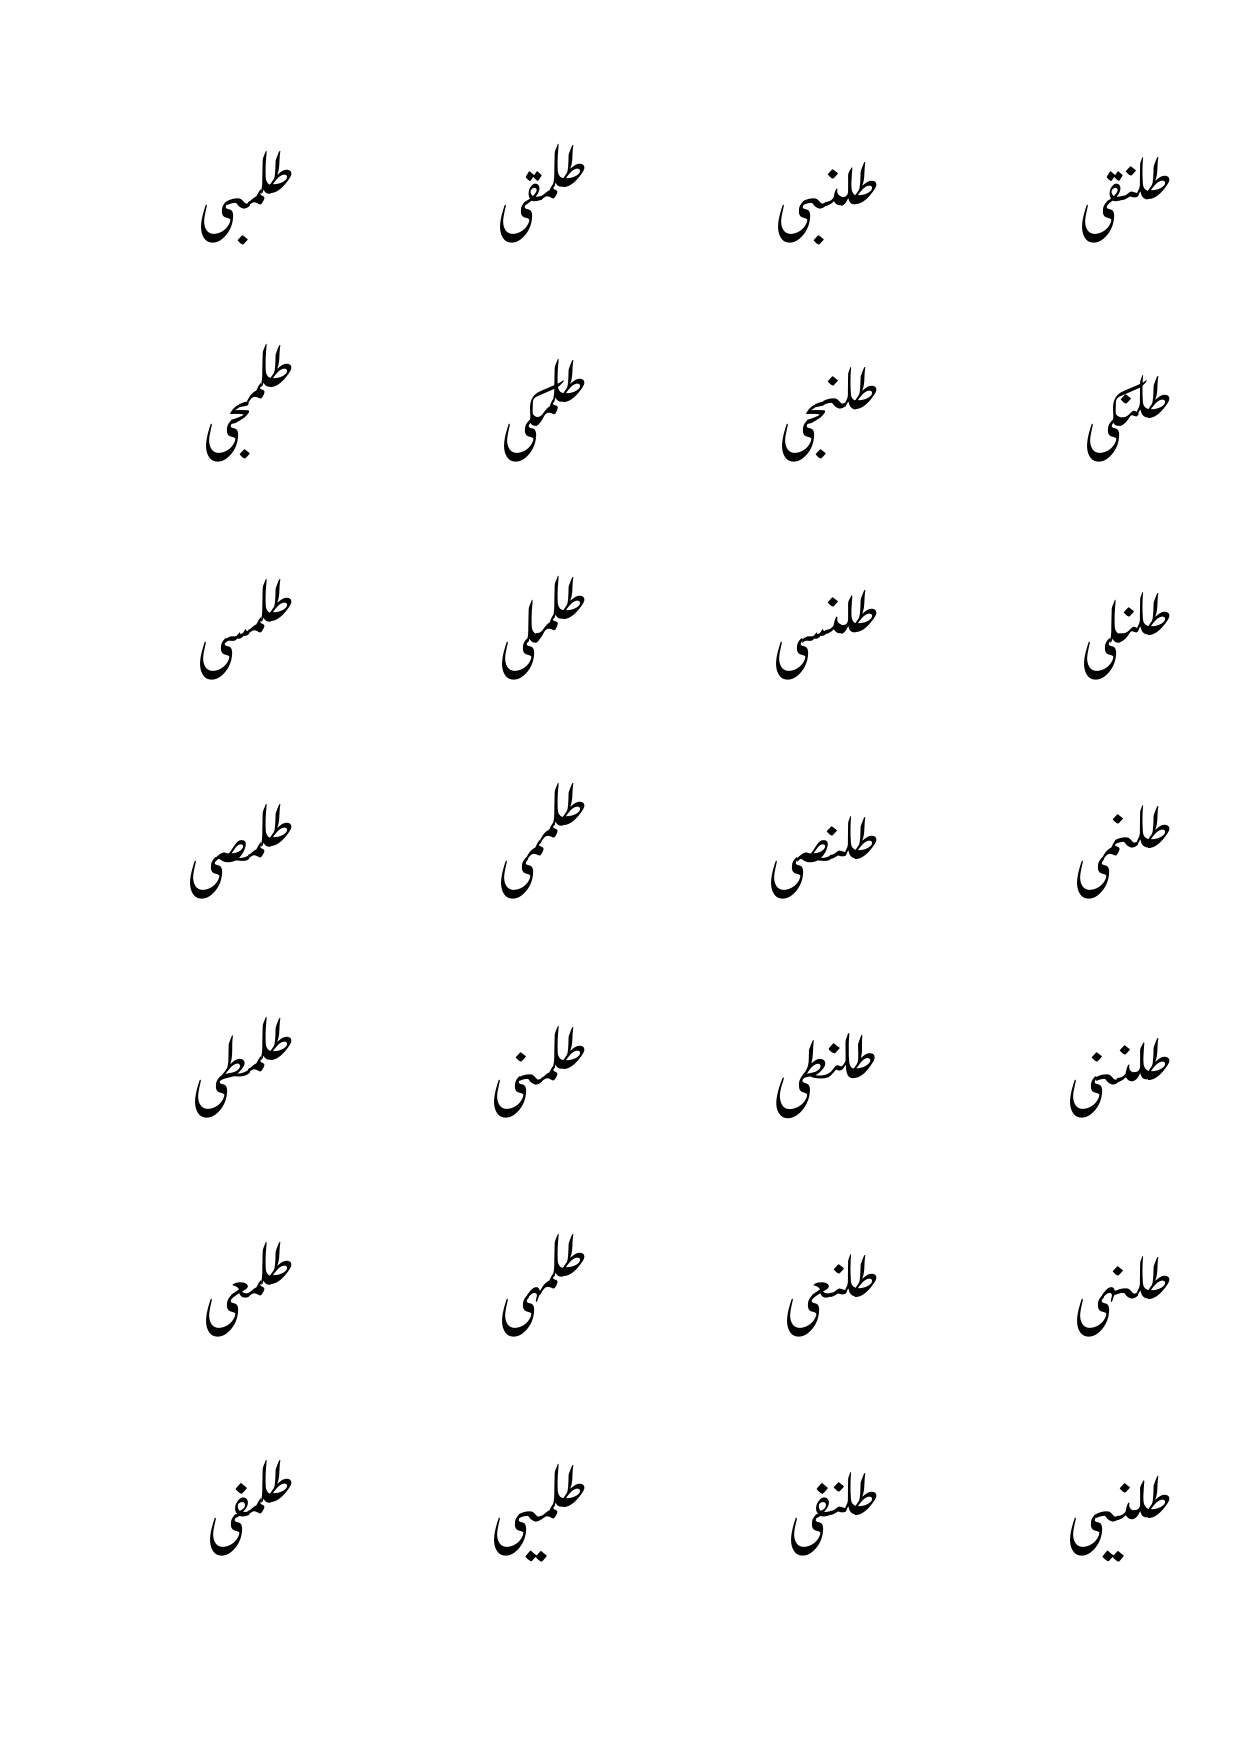 طلنقی طلنبی طلمقی طلمبی
طلنکی طلنجی طلمکی طلمجی
طلنلی طلنسی طلملی طلمسی
طلنمی طلنصی طلممی طلمصی
طلننی طلنطی طلمنی طلمطی
طلنہی طلنعی طلمہی طلمعی
طلنیی طلنفی طلمیی طلمفی